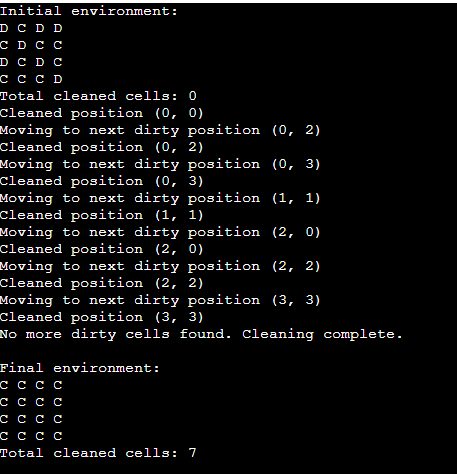 Initial environment:
D C D D
C D C C
D C D C
C C C D
Total cleaned cells: 0
Cleaned position (0, 0)
Moving to next dirty position (0, 2)
Cleaned position (0, 2)
Moving to next dirty position (0, 3)
Cleaned position (0, 3)
Moving to next dirty position (1, 1)
Cleaned position (1, 1)
Moving to next dirty position (2, 0)
Cleaned position (2, 0)
Moving to next dirty position (2, 2)
Cleaned position (2, 2)
Moving to next dirty position (3, 3)
Cleaned position (3, 3)
No more dirty cells found. Cleaning complete.
Final environment:
C C C C
C C C C
C C C C
C C C C
Total cleaned cells: 7